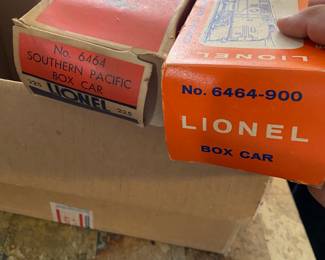 No. 6464
SOUTHERN PACIFIC
BOX CAR
225 LIONEL 225
LIONEL
No. 6464-900
LIONEL
BOX CAR